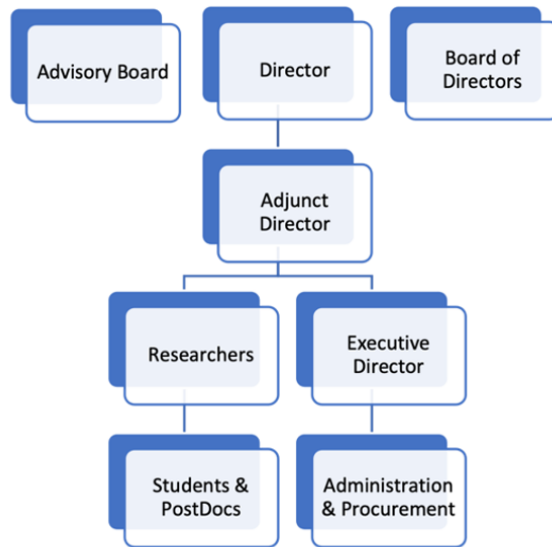 Advisory Board
Director
Board of
Directors
Adjunct
Director
Researchers
Executive
Director
Students &
PostDocs
Administration
& Procurement